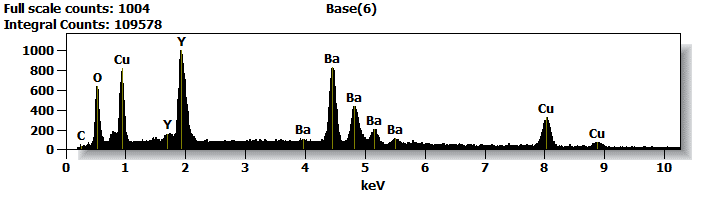 Full scale counts: 1004
Base(6)
Integral Counts: 109578
1000
800
600
400
200
0
C
O
Cu
Y
Y
Ba
Ba
Ba
Ba
Ba
Cu
Cu
0 1 2 3 4 5 6 7 8 9 10
keV